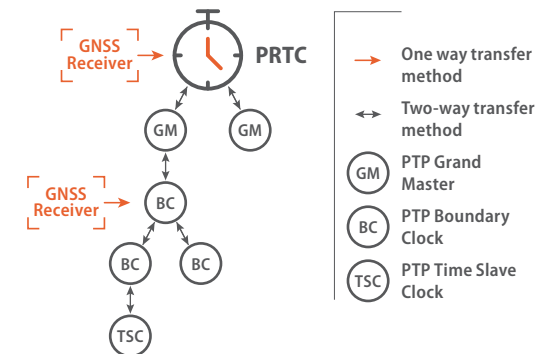 GNSS
Receiver
PRTC
GM
GM
GNSS
Receiver
BC
BC
BC
TSC
One way transfer
method
Two-way transfer
method
GM
PTP Grand
Master
BC
PTP Boundary
Clock
TSC
PTP Time Slave
Clock